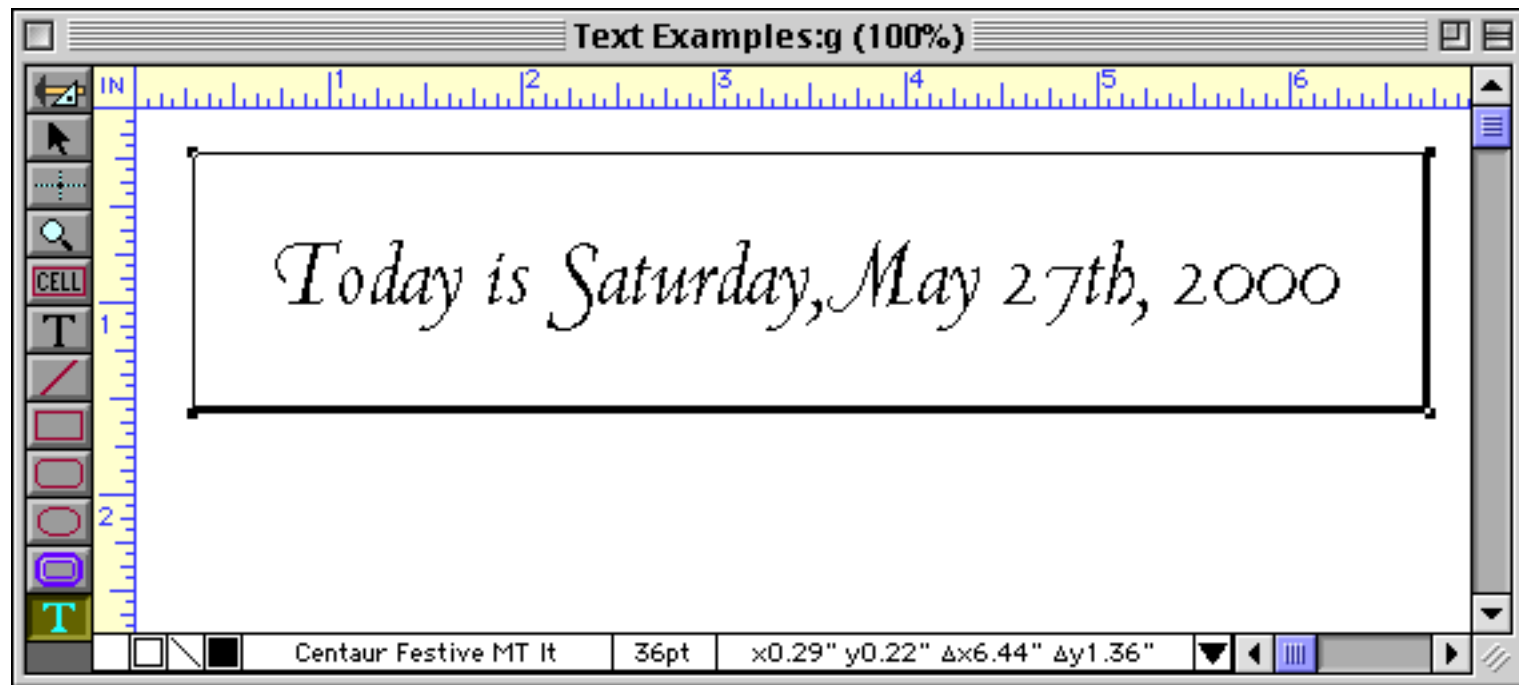 Text Examples:g (100%)
IN 1 2 3 4 5 6
CELL
T
Today is Saturday, May 27th, 2000
1
2
T
Centaur Festive MT It 36pt x0.29" y0.22" Δx6.44" Δy1.36"